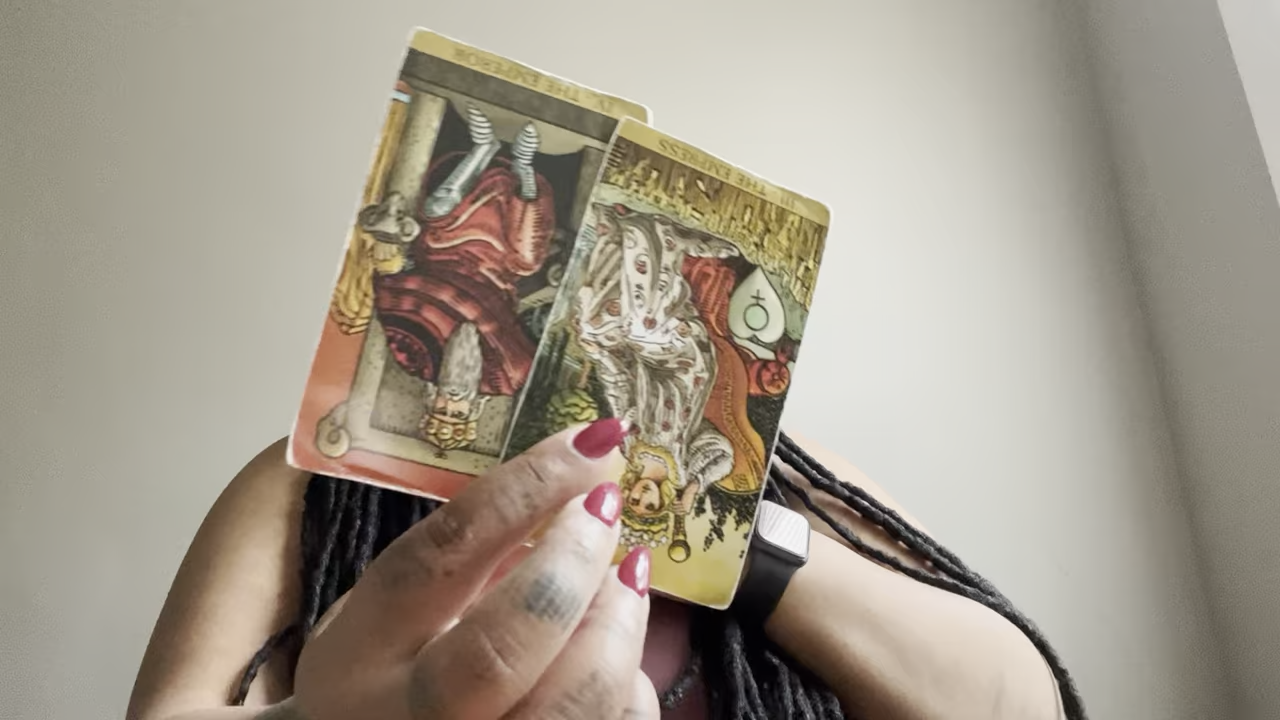 IV . THE EMPEROR
III THE EMPRESS